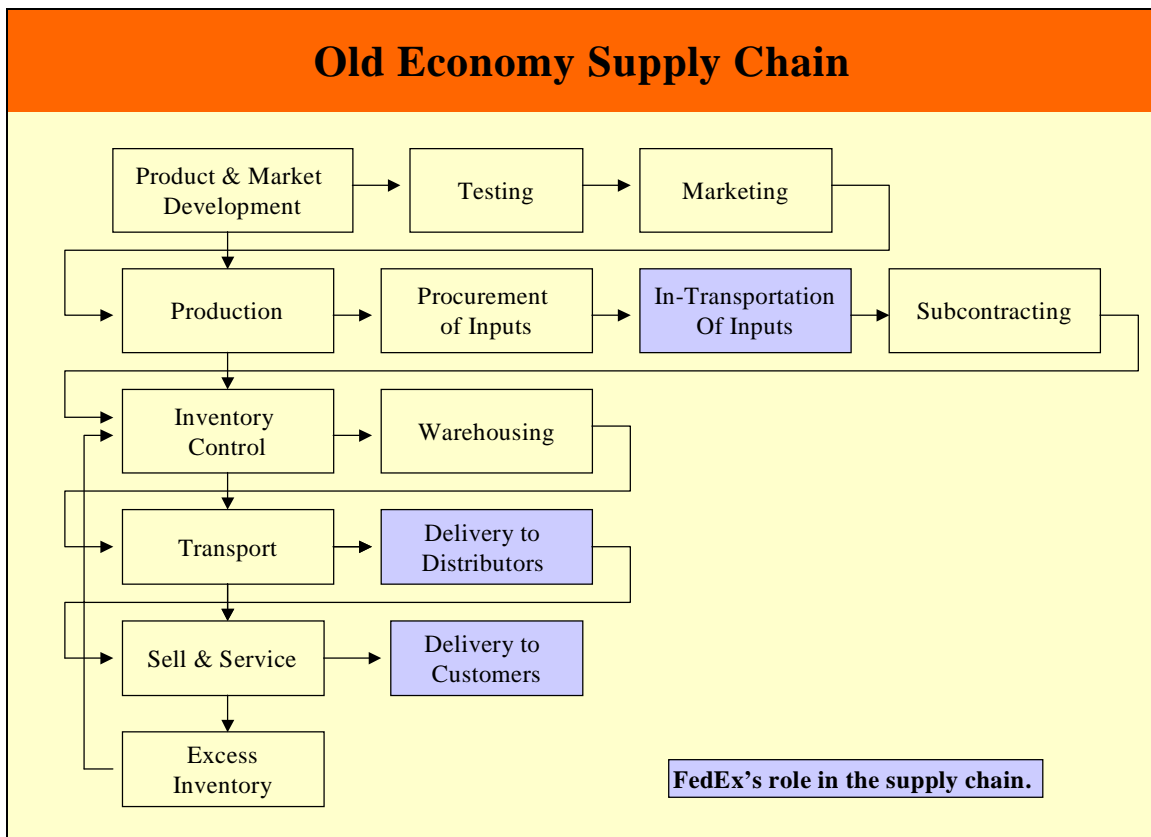 Old Economy Supply Chain
Product & Market
Development
Testing
Marketing
Production
Procurement
of Inputs
In-Transportation
Of Inputs
Subcontracting
Inventory
Control
Warehousing
Transport
Delivery to
Distributors
Sell & Service
Delivery to
Customers
Excess
Inventory
FedEx’s role in the supply chain.